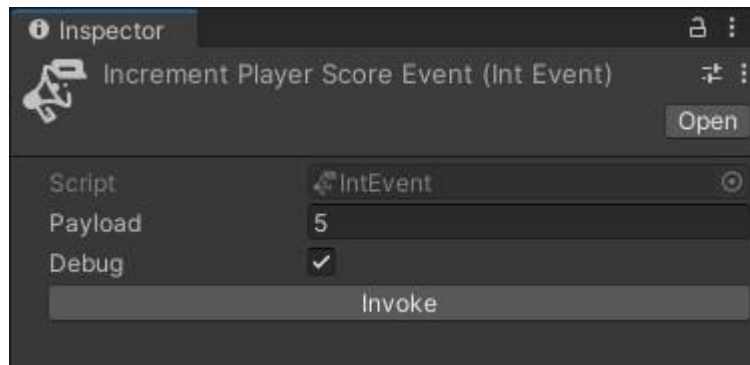 Inspector
Increment Player Score Event (Int Event)
Open
Script IntEvent
Payload 5
Debug
Invoke